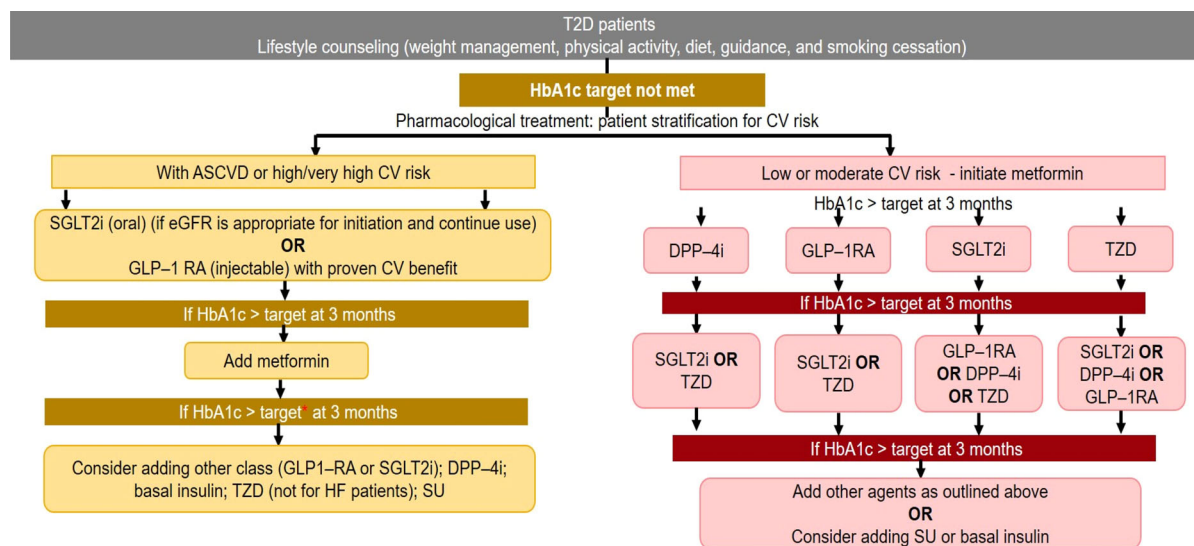 T2D patients
Lifestyle counseling (weight management, physical activity, diet, guidance, and smoking cessation)
HbA1c target not met
Pharmacological treatment: patient stratification for CV risk
With ASCVD or high/very high CV risk
SGLT2i (oral) (if eGFR is appropriate for initiation and continue use)
OR
GLP–1 RA (injectable) with proven CV benefit
If HbA1c > target at 3 months
Add metformin
If HbA1c > target* at 3 months
Consider adding other class (GLP1–RA or SGLT2i); DPP–4i;
basal insulin; TZD (not for HF patients); SU
Low or moderate CV risk - initiate metformin
HbA1c > target at 3 months
DPP–4i
GLP–1RA
SGLT2i
TZD
If HbA1c > target at 3 months
SGLT2i OR
TZD
SGLT2i OR
TZD
GLP–1RA
OR DPP–4i
OR TZD
SGLT2i OR
DPP–4i OR
GLP–1RA
If HbA1c > target at 3 months
Add other agents as outlined above
OR
Consider adding SU or basal insulin